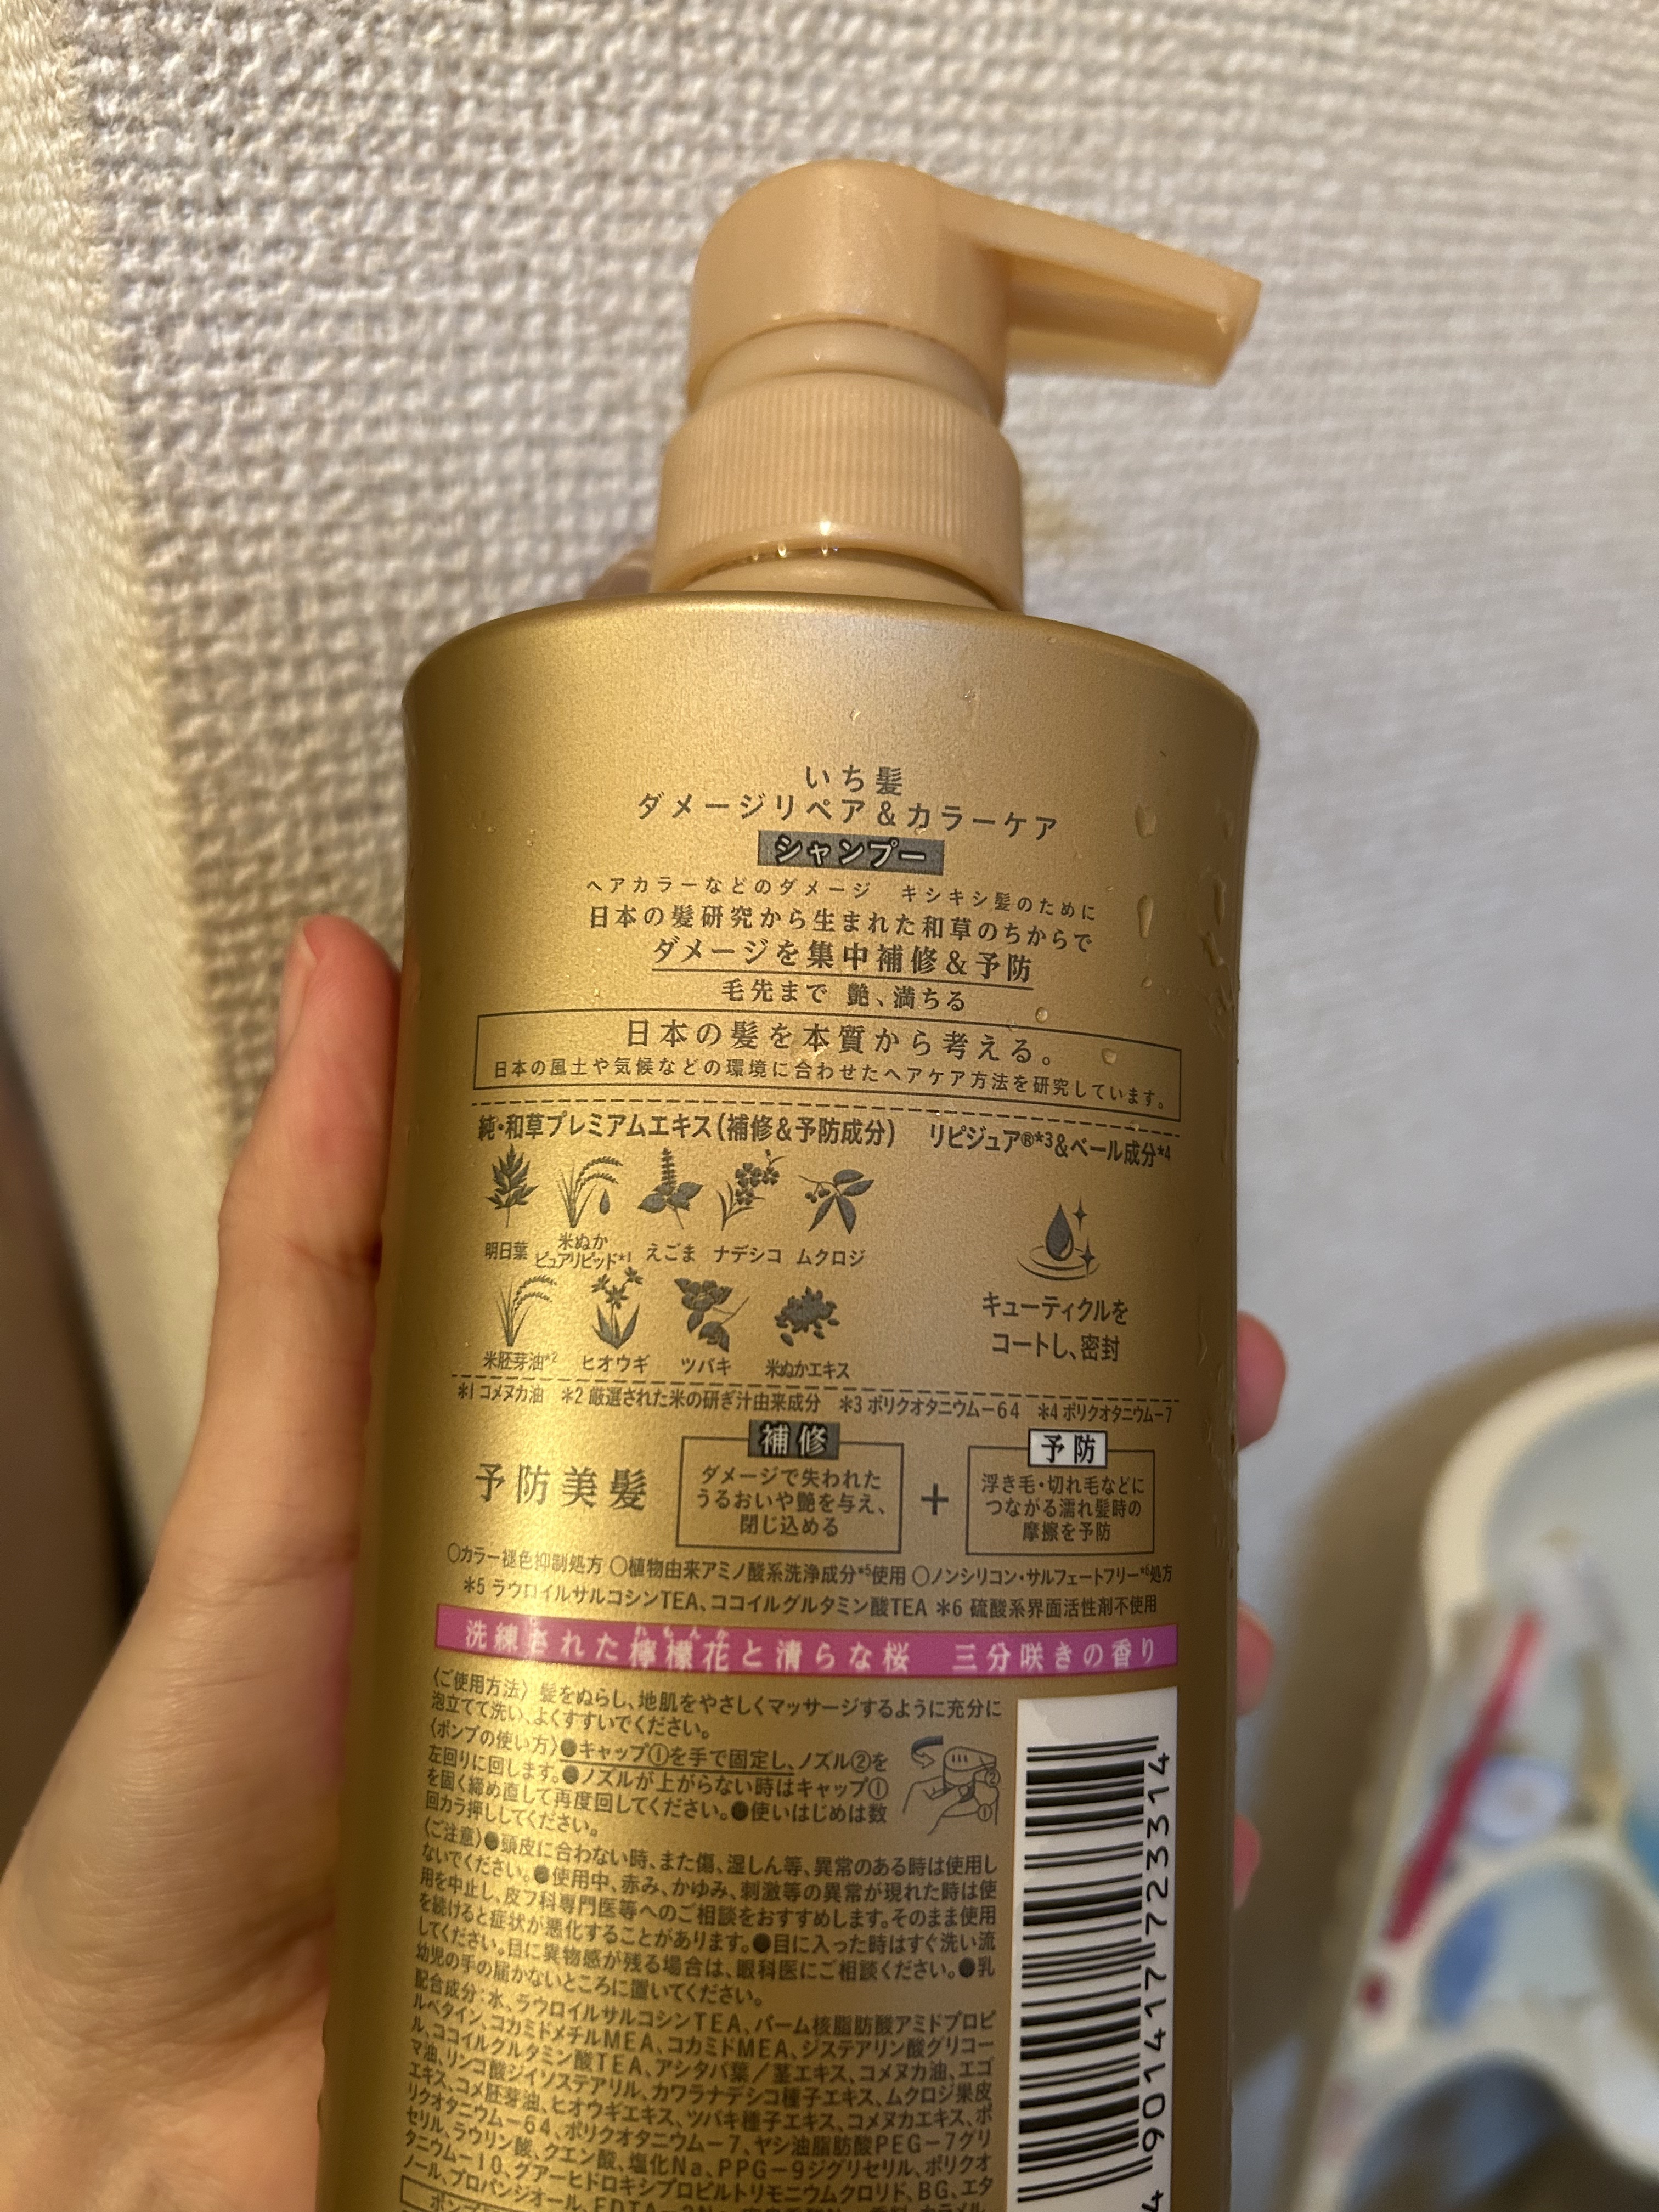 いち髪
ダメージリペア&カラーケア
シャンプー
ヘアカラーなどのダメージ キシキシ髪のために
日本の髪研究から生まれた和草のちからで
ダメージを集中補修&予防
毛先まで 艶、満ちる
日本の髪を本質から考える。
日本の風土や気候などの環境に合わせたヘアケア方法を研究しています。
純・和草プレミアムエキス(補修&予防成分) リピジュア®*3&ベール成分*4
明日葉 米ぬかピュアリピッド*1 えごま ナデシコ ムクロジ
米胚芽油*2 ヒオウギ ツバキ 米ぬかエキス
キューティクルを
コートし、密封
*1 コメヌカ油 *2 厳選された米の研ぎ汁由来成分 *3 ポリクオタニウム-64 *4 ポリクオタニウム-7
予防美髪
補修
ダメージで失われた
うるおいや艶を与え、
閉じ込める
+
予防
浮き毛・切れ毛などに
つながる濡れ髪時の
摩擦を予防
○カラー褪色抑制処方 ○植物由来アミノ酸系洗浄成分*5使用 ○ノンシリコン・サルフェートフリー*6処方
*5 ラウロイルサルコシンTEA、ココイルグルタミン酸TEA *6 硫酸系界面活性剤不使用
洗練された檸檬花と清らな桜 三分咲きの香り
〈ご使用方法〉 髪をぬらし、地肌をやさしくマッサージするように充分に
泡立てて洗い、よくすすいでください。
〈ポンプの使い方〉●キャップ①を手で固定し、ノズル②を
左回りに回します。●ノズルが上がらない時はキャップ①
を固く締め直して再度回してください。●使いはじめは数
回カラ押ししてください。
〈ご注意〉●頭皮に合わない時、また傷、湿しん等、異常のある時は使用し
ないでください。●使用中、赤み、かゆみ、刺激等の異常が現れた時は使
用を中止し、皮フ科専門医等へのご相談をおすすめします。そのまま使用
を続けると症状が悪化することがあります。●目に入った時はすぐ洗い流
してください。目に異物感が残る場合は、眼科医にご相談ください。●乳
幼児の手の届かないところに置いてください。
配合成分:水、ラウロイルサルコシンTEA、パーム核脂肪酸アミドプロピ
ルベタイン、コカミドメチルMEA、コカミドMEA、ジステアリン酸グリコー
ル、ココイルグルタミン酸TEA、アシタバ葉/茎エキス、コメヌカ油、エゴ
マ油、リンゴ酸ジイソステアリル、カワラナデシコ種子エキス、ムクロジ果皮
エキス、コメ胚芽油、ヒオウギエキス、ツバキ種子エキス、コメヌカエキス、ポ
リクオタニウム-64、ポリクオタニウム-7、ヤシ油脂肪酸PEG-7グリ
セリル、ラウリン酸、クエン酸、塩化Na、PPG-9ジグリセリル、ポリクオ
タニウム-10、グアーヒドロキシプロピルトリモニウムクロリド、BG、エタ
ノール、プロパンジオール、EDTA-2Na
4901417723314